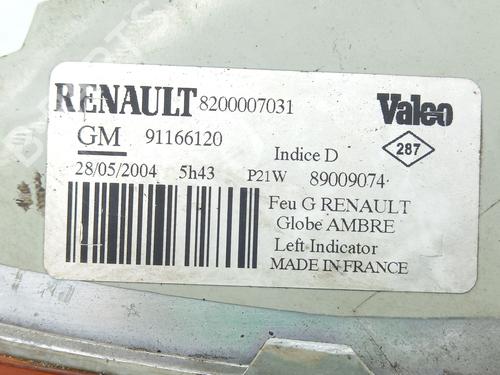 RENAULT 8200007031 Valeo
GM 91166120 Indice D 287
28/05/2004 5h43 P21W 89009074
Feu G RENAULT
Globe AMBRE
Left Indicator
MADE IN FRANCE